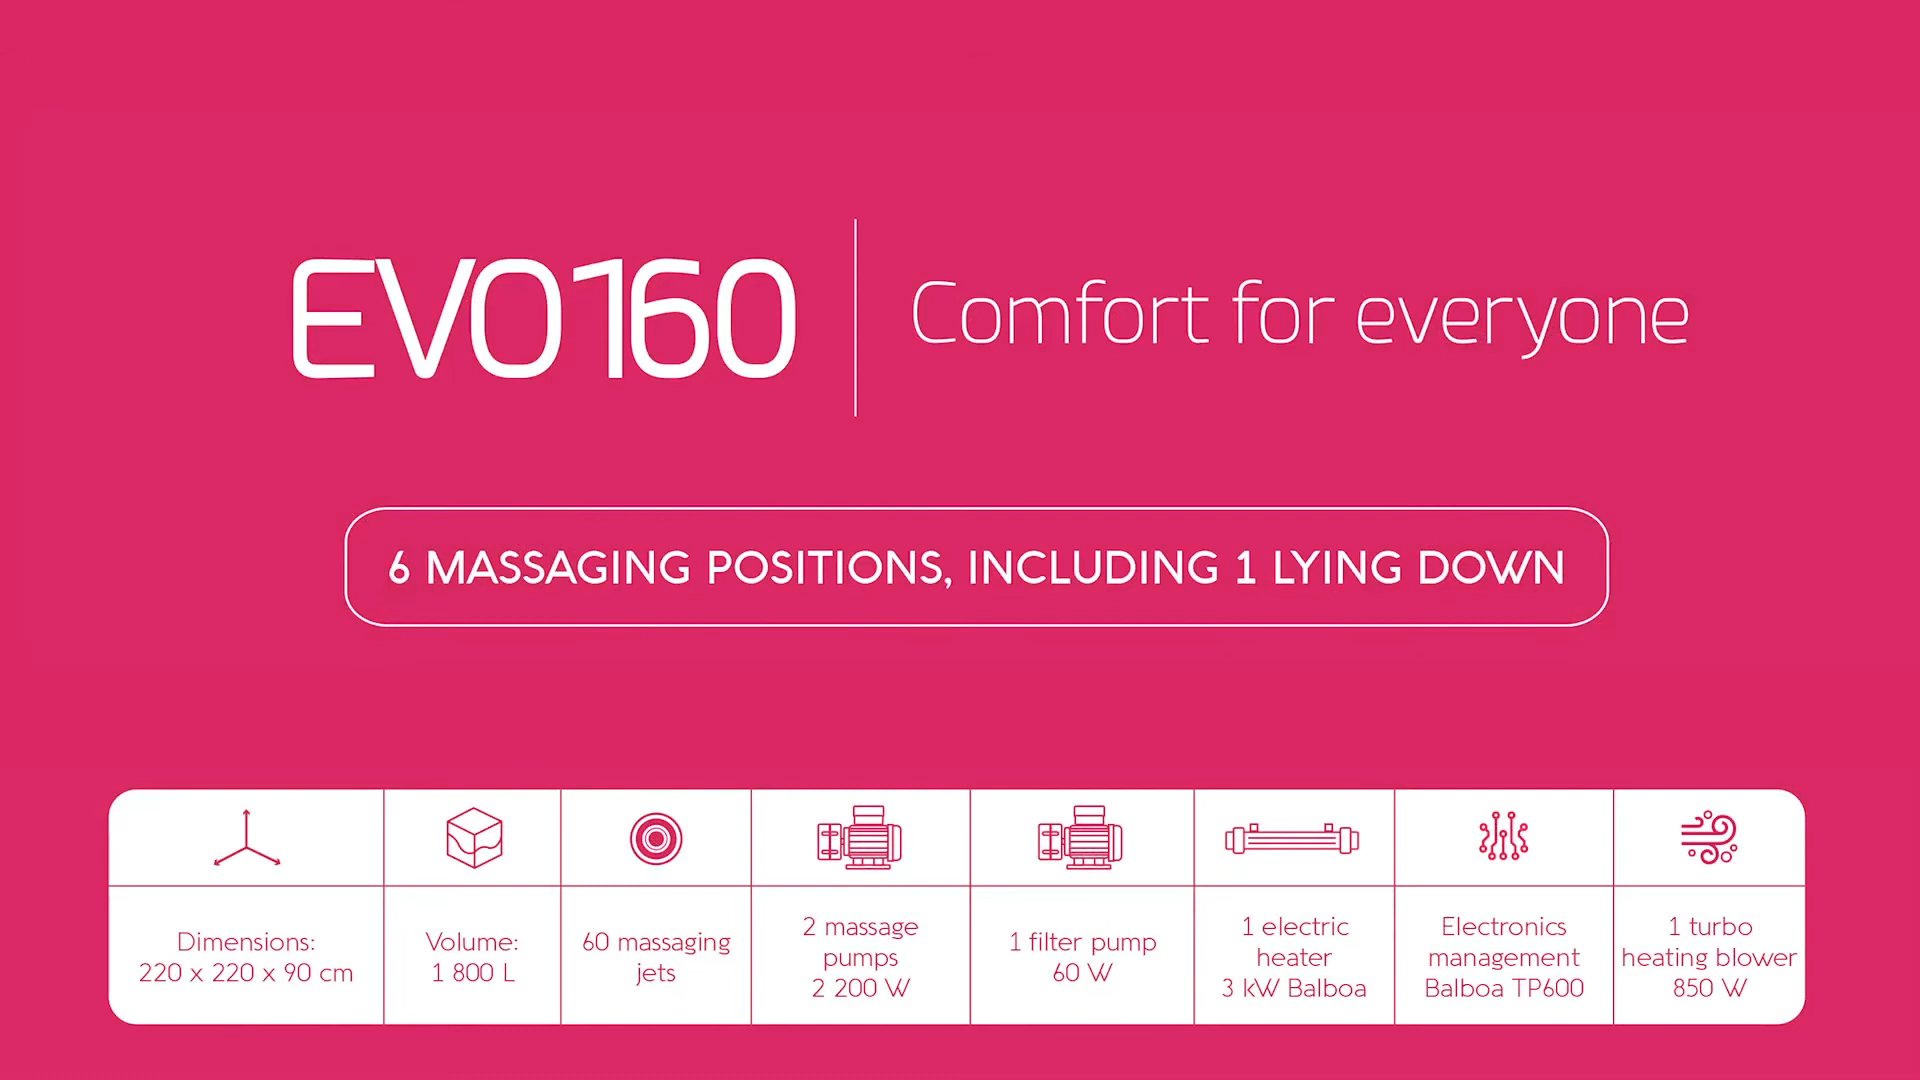 EVO160
Comfort for everyone
6 MASSAGING POSITIONS, INCLUDING 1 LYING DOWN
Dimensions:
220 x 220 x 90 cm
Volume:
1 800 L
60 massaging
jets
2 massage
pumps
2 200 W
1 filter pump
60 W
1 electric
heater
3 kW Balboa
Electronics
management
Balboa TP600
1 turbo
heating blower
850 W